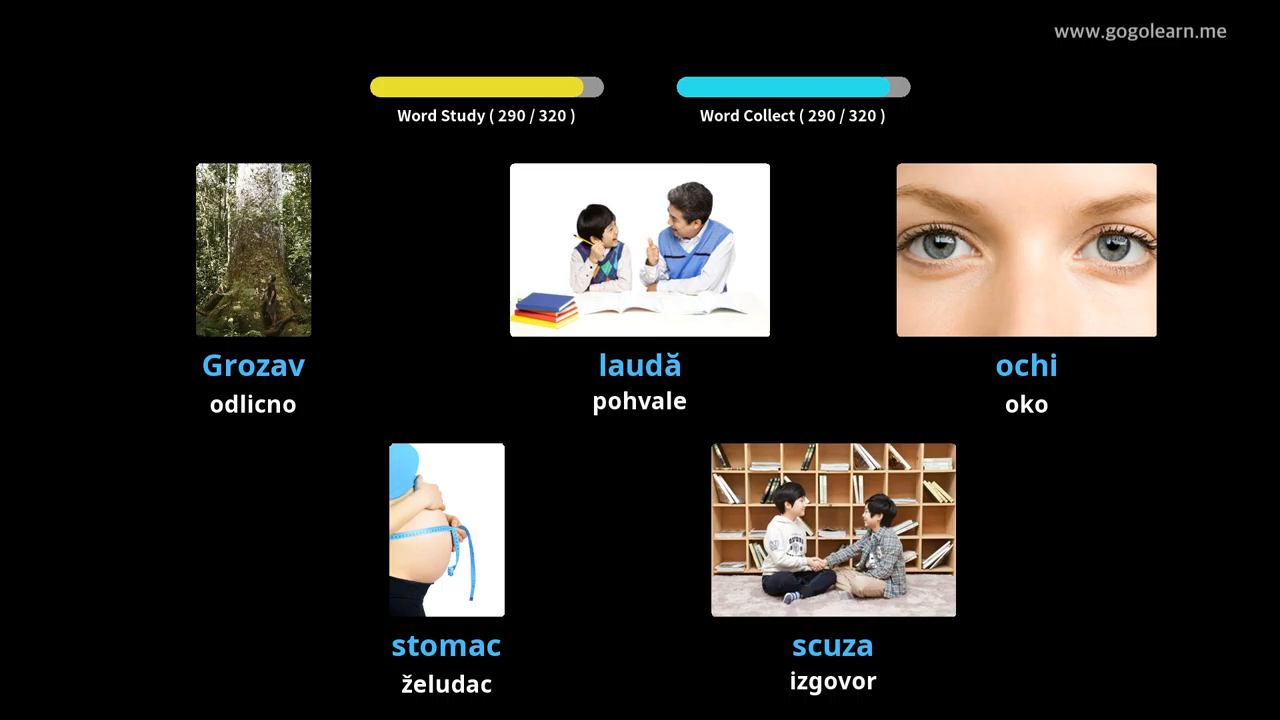 www.gogolearn.me
Word Study ( 290 / 320 )
Word Collect ( 290 / 320 )
Grozav
odlicno
laudă
pohvale
ochi
oko
stomac
želudac
scuza
izgovor